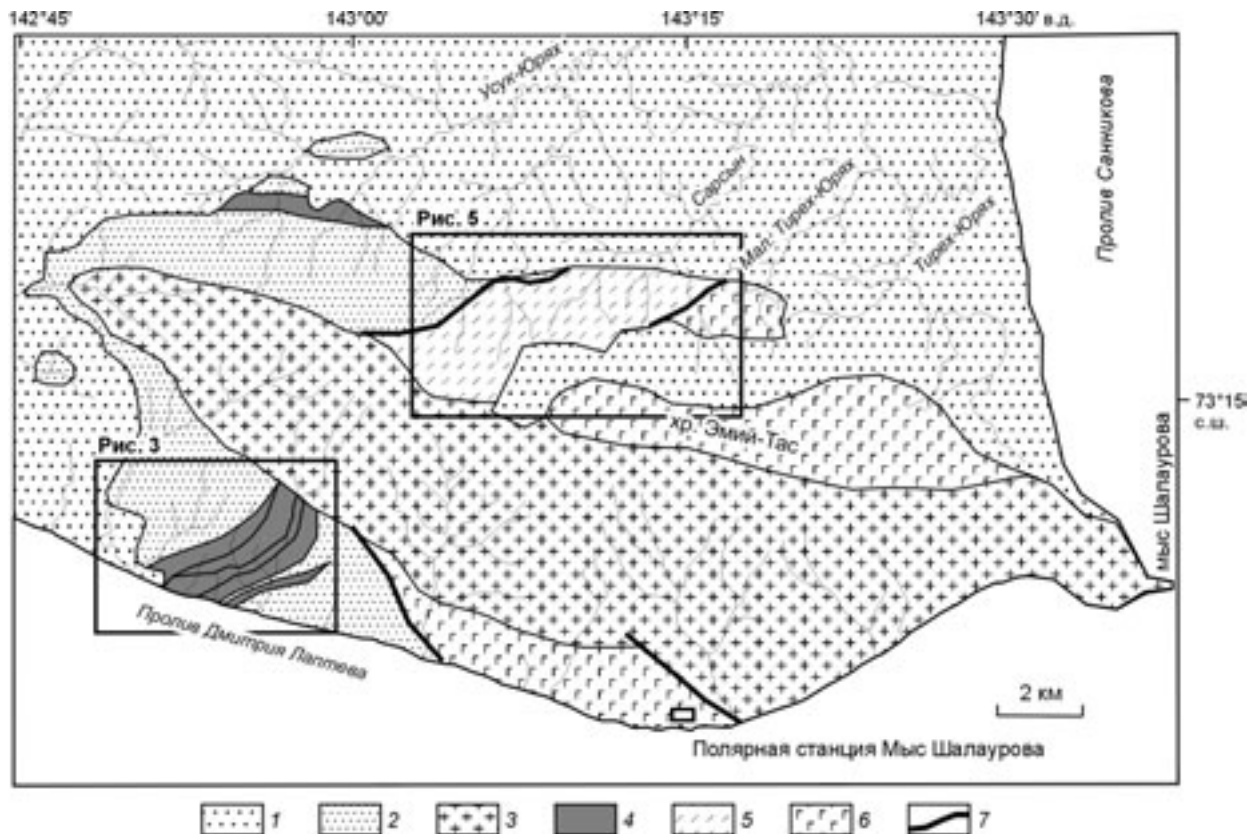 142°45' 143°00' 143°15' 143°30' в.д.
Усук-Юрях
Пролив Санникова
Сарсын
Мал. Тирех-Юрях
Тирех-Юрях
Рис. 5
73°15
с.ш.
хр. Эмий-Тас
Рис. 3
мыс Шалаурова
Пролив Дмитрия Лаптева
2 км
Полярная станция Мыс Шалаурова
1 2 3 4 5 6 7